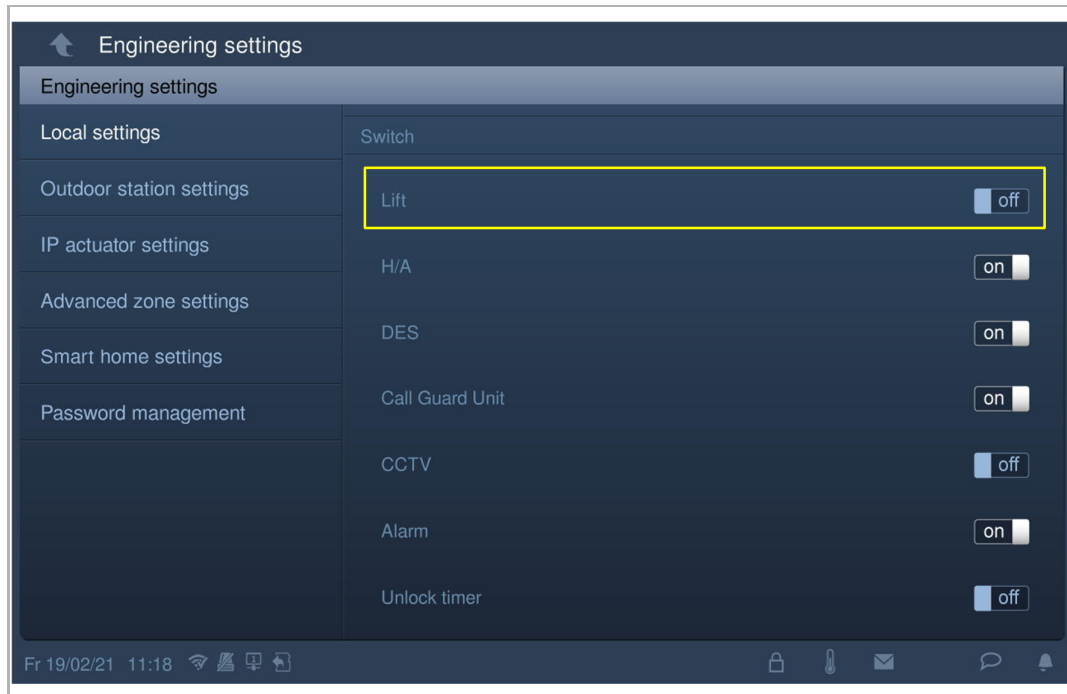 Engineering settings
Engineering settings
Local settings
Outdoor station settings
IP actuator settings
Advanced zone settings
Smart home settings
Password management
Switch
Lift off
H/A on
DES on
Call Guard Unit on
CCTV off
Alarm on
Unlock timer off
Fr 19/02/21 11:18